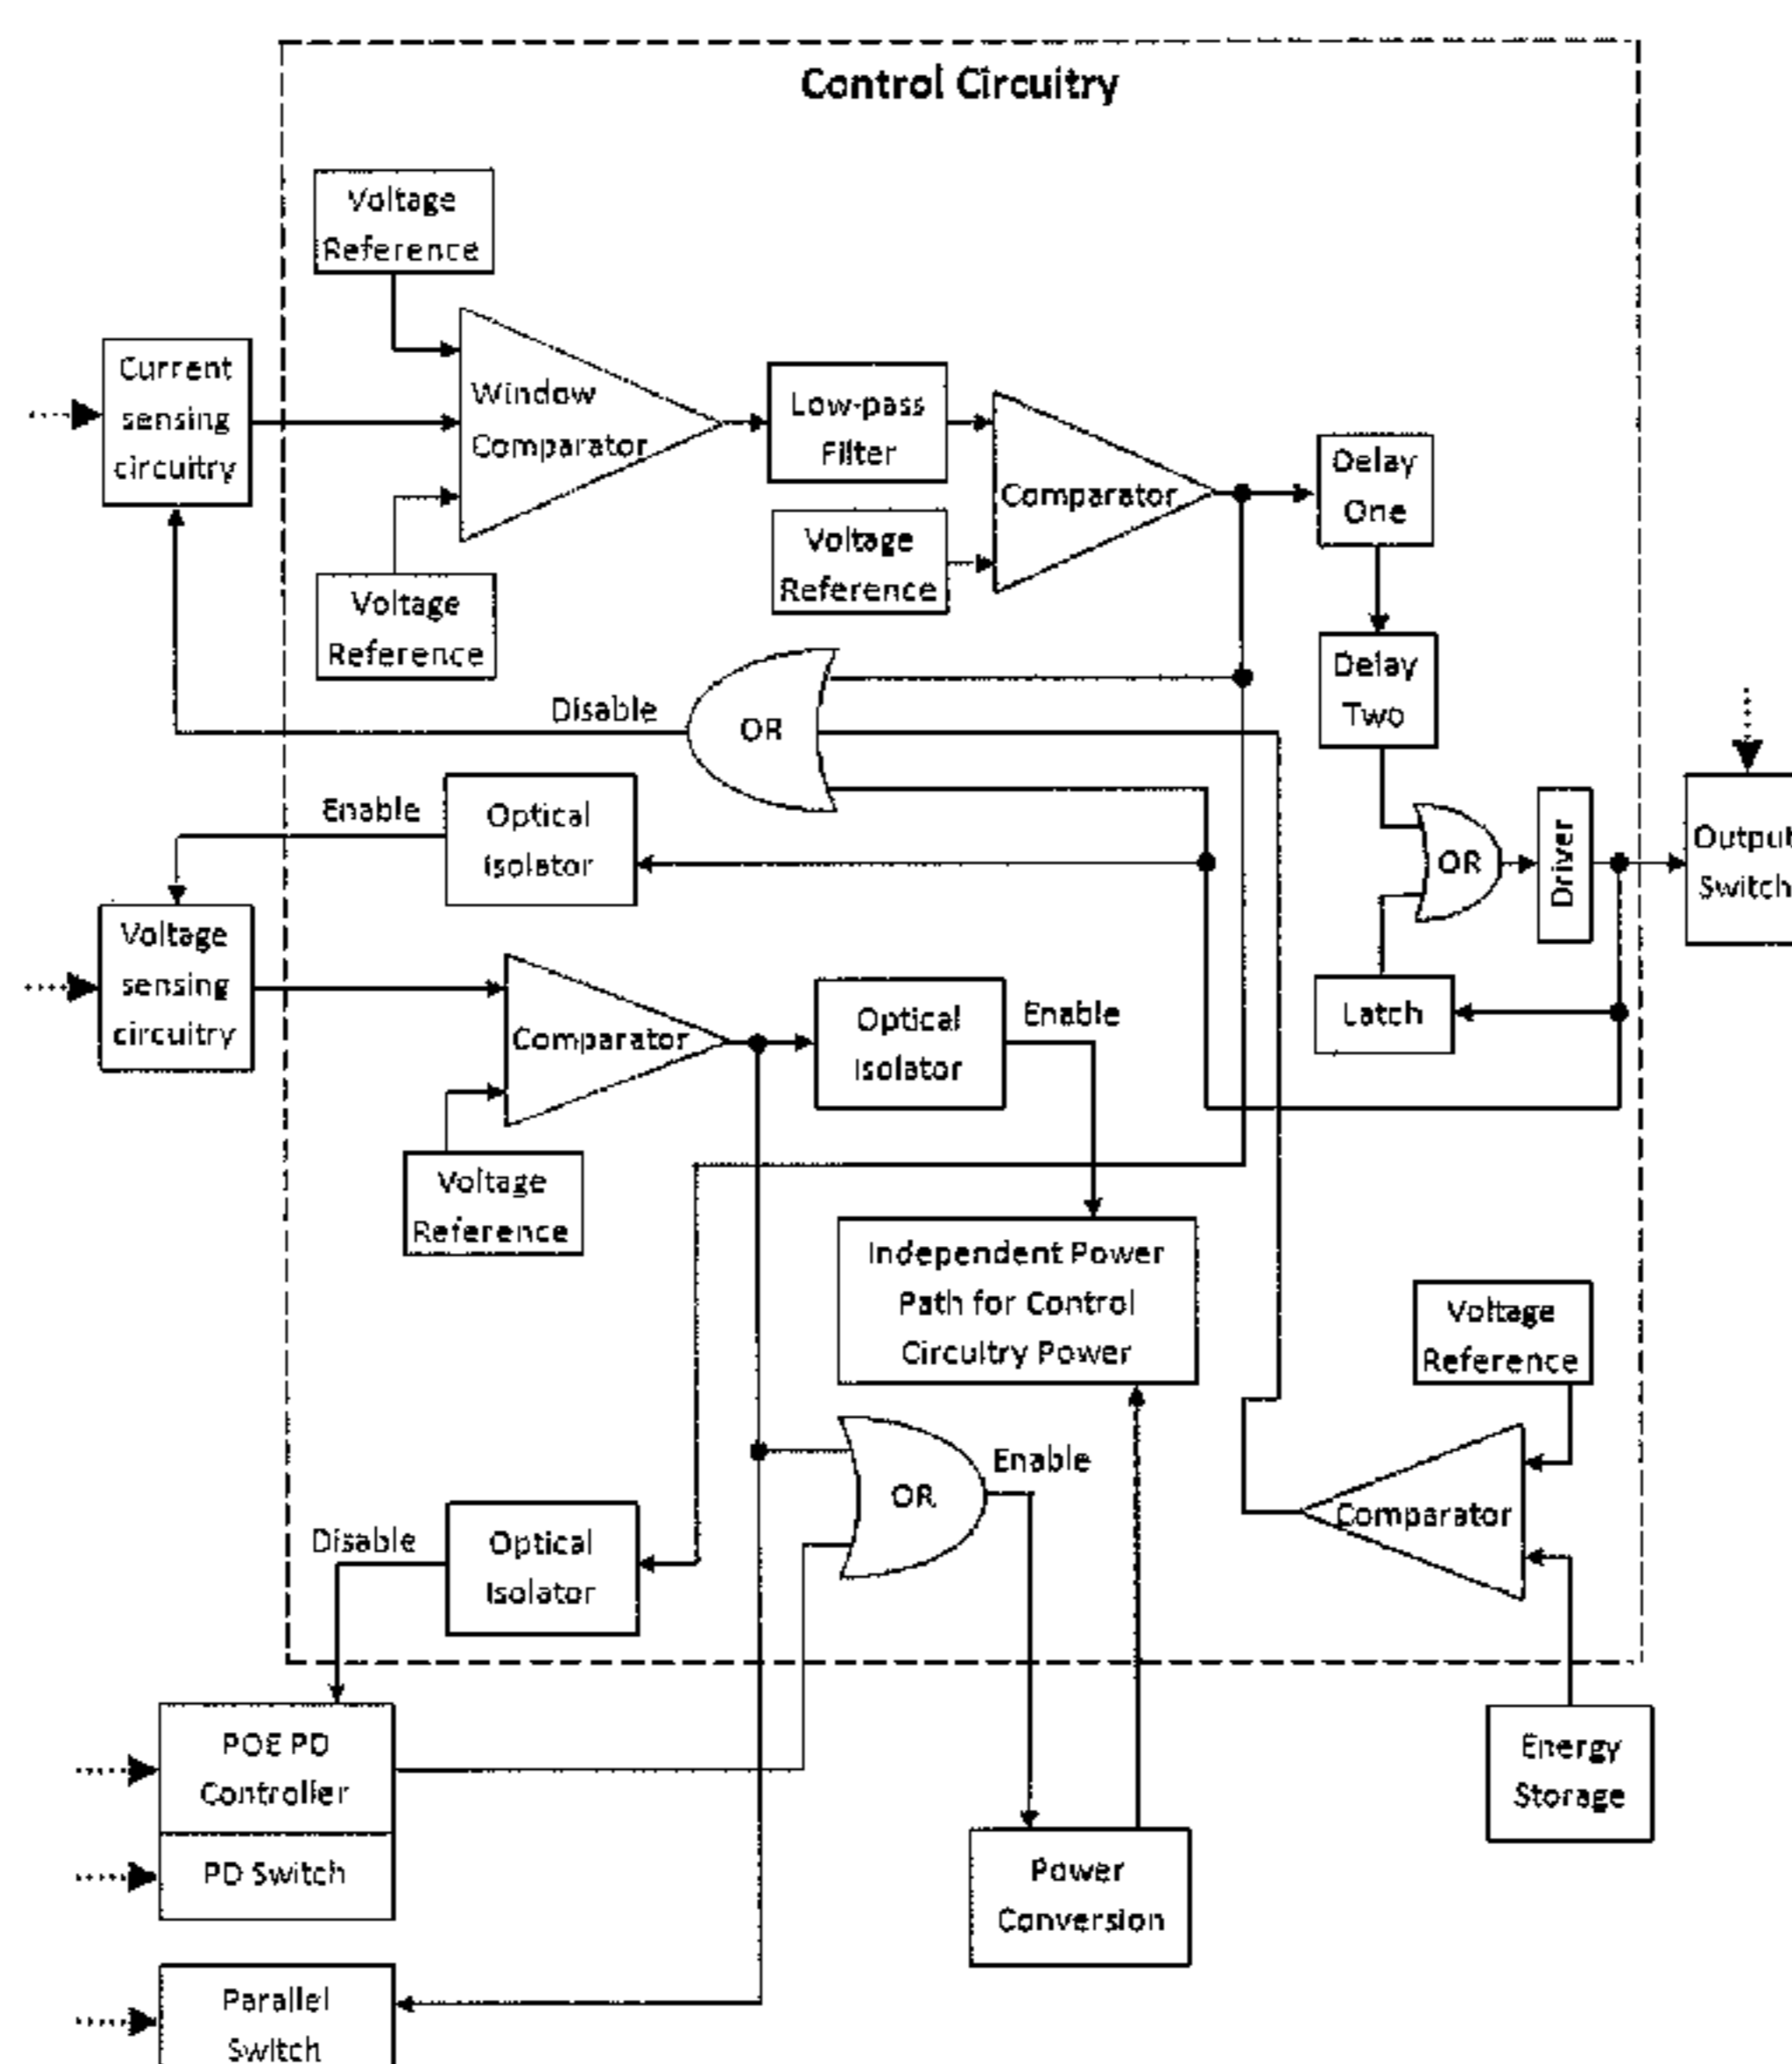 Control Circuitry
Voltage
Reference
Current
sensing
circuitry
Window
Comparator
Low-pass
Filter
Comparator
Delay
One
Voltage
Reference
Voltage
Reference
Delay
Two
Disable
OR
Enable
Optical
Isolator
OR
Driver
Output
Switch
Voltage
sensing
circuitry
Comparator
Optical
Isolator
Enable
Latch
Voltage
Reference
Independent Power
Path for Control
Circuitry Power
Voltage
Reference
OR
Enable
Comparator
Disable
Optical
Isolator
POE PD
Controller
PD Switch
Energy
Storage
Power
Conversion
Parallel
Switch